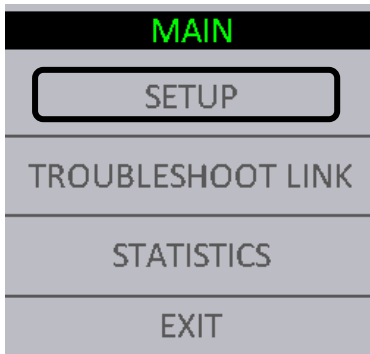 MAIN
SETUP
TROUBLESHOOT LINK
STATISTICS
EXIT